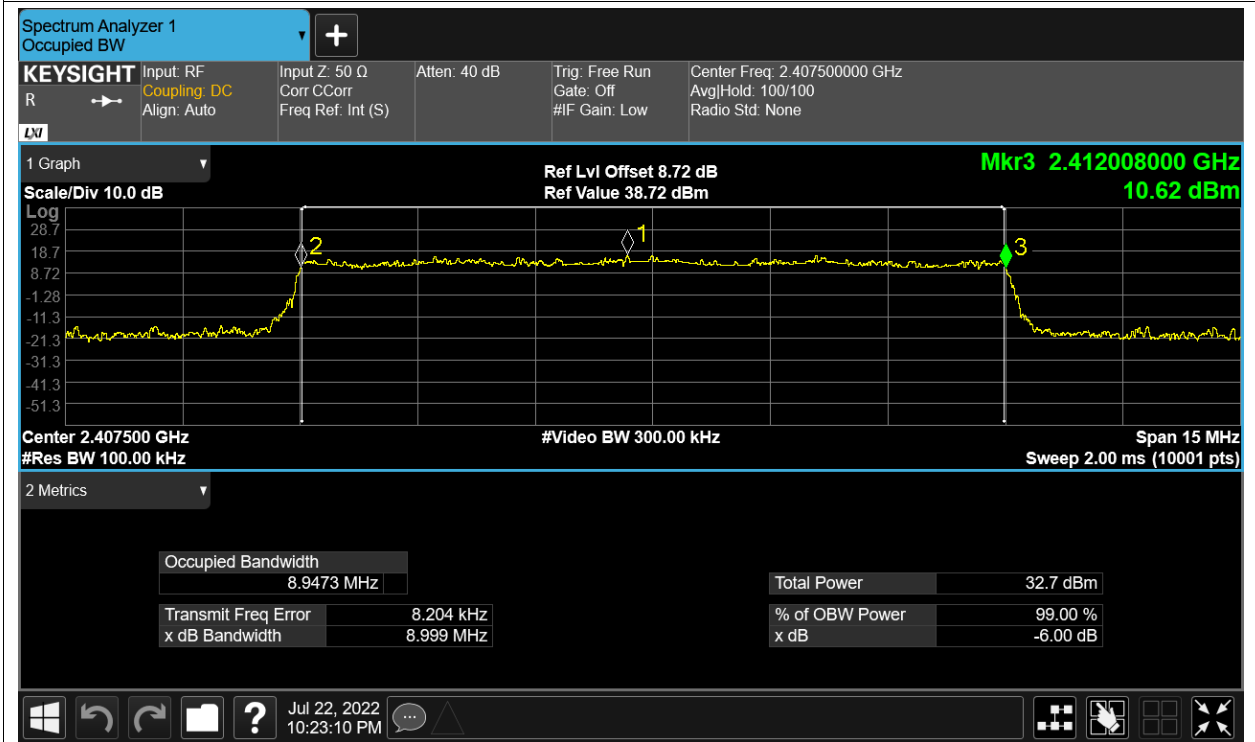 Spectrum Analyzer 1
Occupied BW
KEYSIGHT
R
LXI
Input: RF
Coupling: DC
Align: Auto
Input Z: 50 Ω
Corr CCorr
Freq Ref: Int (S)
Atten: 40 dB
Trig: Free Run
Gate: Off
#IF Gain: Low
Center Freq: 2.407500000 GHz
Avg|Hold: 100/100
Radio Std: None
1 Graph
Scale/Div 10.0 dB
Ref Lvl Offset 8.72 dB
Ref Value 38.72 dBm
Mkr3 2.412008000 GHz
10.62 dBm
Log
28.7
18.7
8.72
-1.28
-11.3
-21.3
-31.3
-41.3
-51.3
2
1
3
Center 2.407500 GHz
#Res BW 100.00 kHz
#Video BW 300.00 kHz
Span 15 MHz
Sweep 2.00 ms (10001 pts)
2 Metrics
Occupied Bandwidth
8.9473 MHz
Transmit Freq Error 8.204 kHz
x dB Bandwidth 8.999 MHz
Total Power 32.7 dBm
% of OBW Power 99.00 %
x dB -6.00 dB
?
Jul 22, 2022
10:23:10 PM